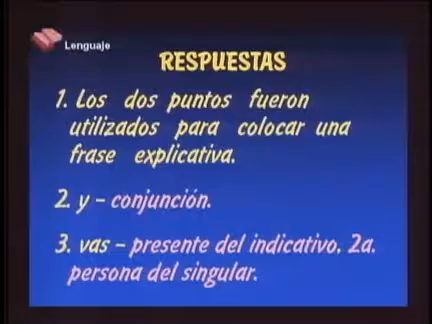 Lenguaje
RESPUESTAS
1. Los dos puntos fueron
utilizados para colocar una
frase explicativa.
2. y - conjunción.
3. vas - presente del indicativo. 2a.
persona del singular.